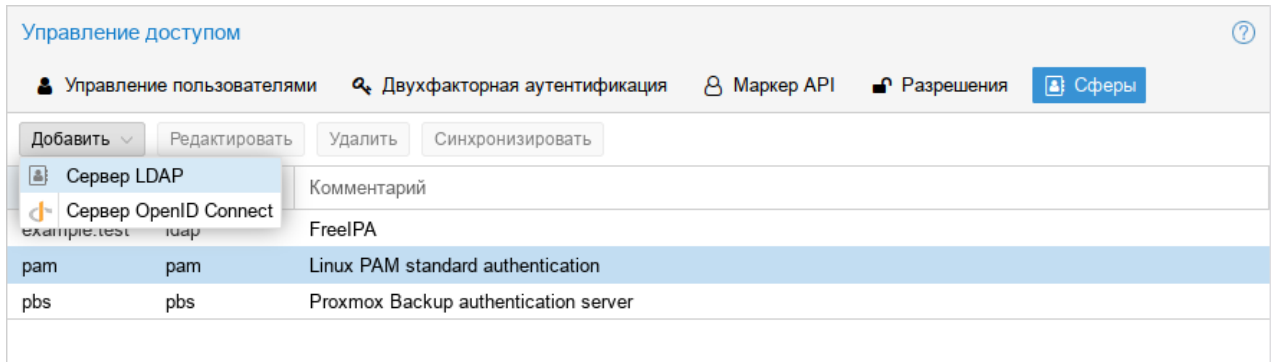 Управление доступом
Управление пользователями Двухфакторная аутентификация Маркер API Разрешения Сферы
Добавить Редактировать Удалить Синхронизировать
Сервер LDAP
Комментарий
Сервер OpenID Connect
example.test ldap FreeIPA
pam pam Linux PAM standard authentication
pbs pbs Proxmox Backup authentication server